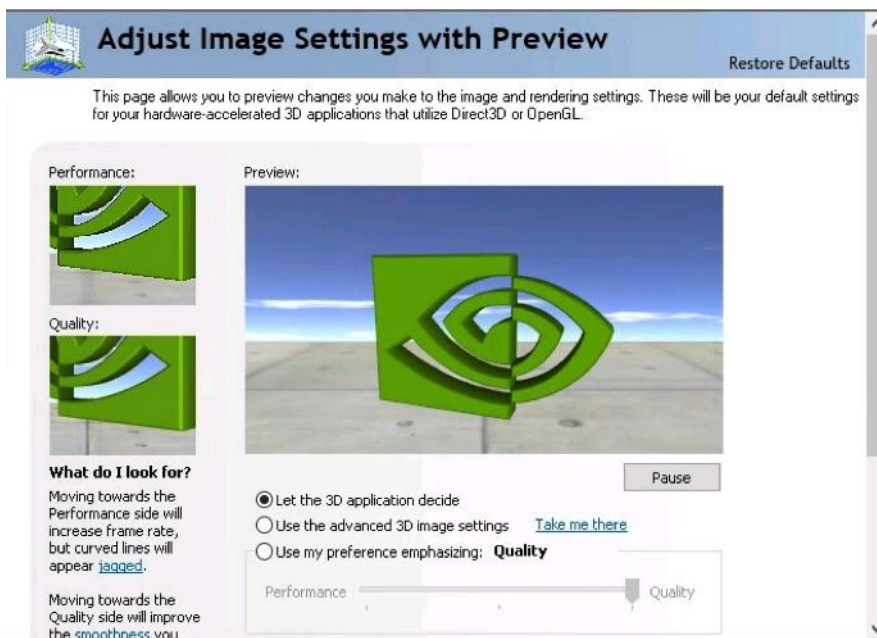 Adjust Image Settings with Preview
Restore Defaults
This page allows you to preview changes you make to the image and rendering settings. These will be your default settings
for your hardware-accelerated 3D applications that utilize Direct3D or OpenGL.
Performance:
Quality:
What do I look for?
Moving towards the
Performance side will
increase frame rate,
but curved lines will
appear jagged.
Moving towards the
Quality side will improve
the smoothness you
Preview:
Pause
Let the 3D application decide
Use the advanced 3D image settings Take me there
Use my preference emphasizing: Quality
Performance Quality